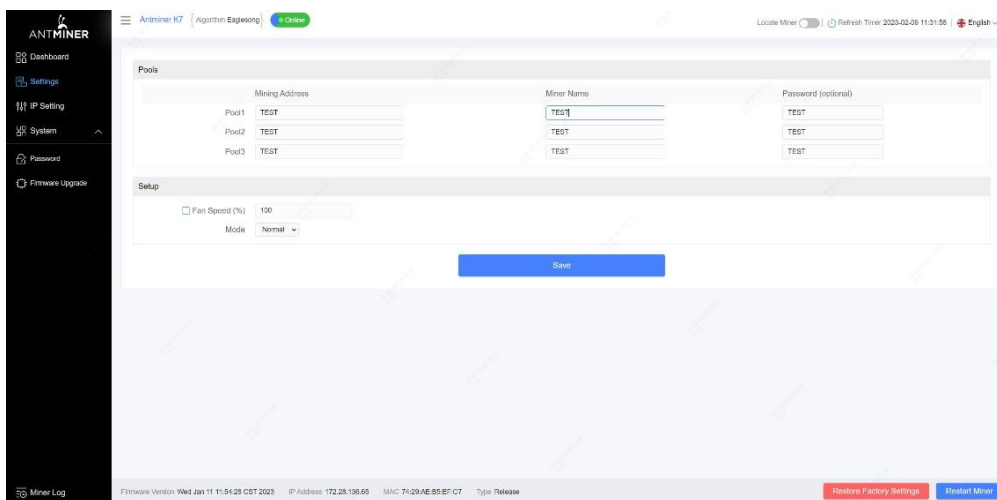 ANTMINER
Antminer K7 { Algorithm Eaglesong } Online
Locate Miner Refresh Timer 2023-02-09 11:31:56 English
Dashboard
Settings
IP Setting
System
Password
Firmware Upgrade
Pools
Mining Address Miner Name Password (optional)
Pool1 TEST TEST TEST
Pool2 TEST TEST TEST
Pool3 TEST TEST TEST
Setup
Fan Speed (%) 100
Mode Normal
Save
Miner Log
Firmware Version Wed Jan 11 11:54:28 CST 2023 IP Address 172.28.136.65 MAC 74:29:AE:B5:EF:C7 Type Release
Restore Factory Settings Restart Miner